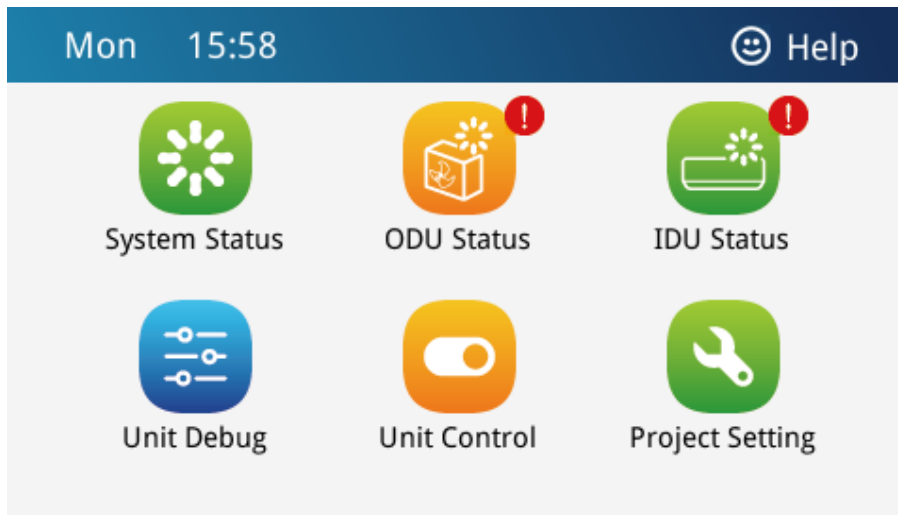 Mon 15:58 Help
! !
System Status ODU Status IDU Status
Unit Debug Unit Control Project Setting